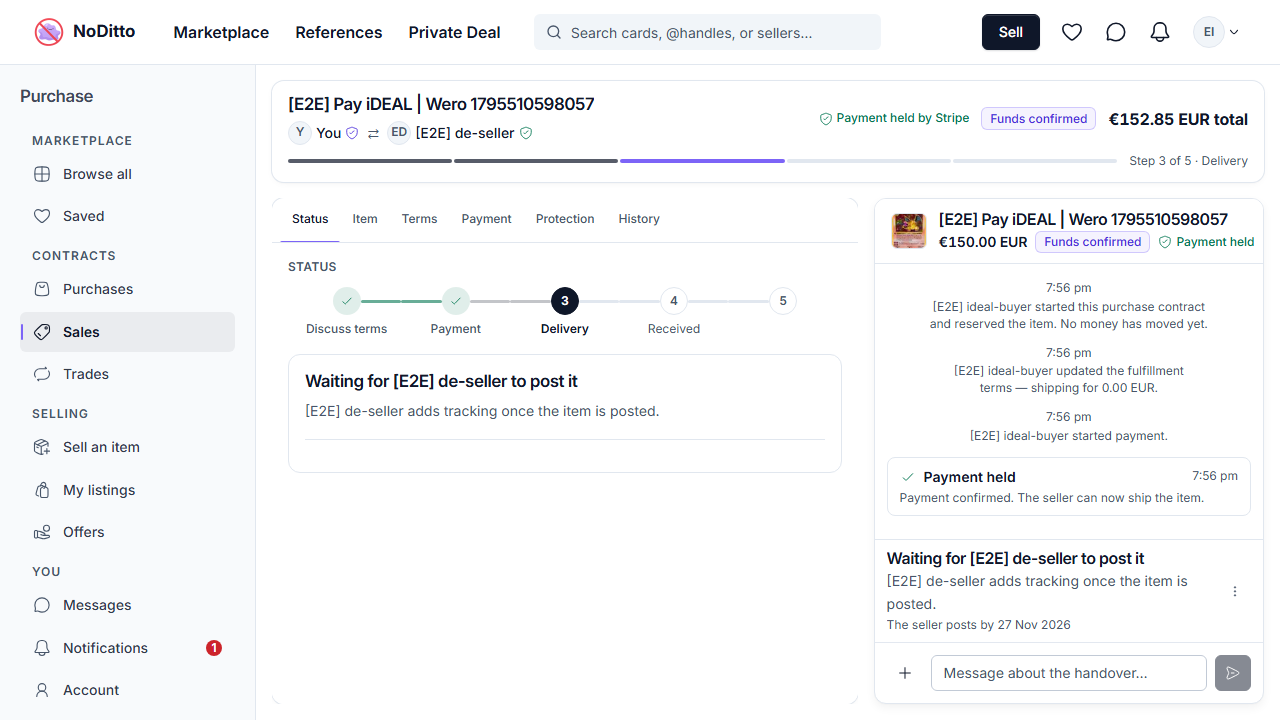 NoDitto
Marketplace
References
Private Deal
Search cards, @handles, or sellers...
Sell
EI
Purchase
MARKETPLACE
Browse all
Saved
CONTRACTS
Purchases
Sales
Trades
SELLING
Sell an item
My listings
Offers
YOU
Messages
Notifications 1
Account
[E2E] Pay iDEAL | Wero 1795510598057
Y You ⇄ ED [E2E] de-seller
Payment held by Stripe
Funds confirmed
€152.85 EUR total
Step 3 of 5 · Delivery
Status
Item
Terms
Payment
Protection
History
STATUS
3
4
5
Discuss terms
Payment
Delivery
Received
Waiting for [E2E] de-seller to post it
[E2E] de-seller adds tracking once the item is posted.
[E2E] Pay iDEAL | Wero 1795510598057
€150.00 EUR
Funds confirmed
Payment held
7:56 pm
[E2E] ideal-buyer started this purchase contract
and reserved the item. No money has moved yet.
7:56 pm
[E2E] ideal-buyer updated the fulfillment
terms — shipping for 0.00 EUR.
7:56 pm
[E2E] ideal-buyer started payment.
Payment held
7:56 pm
Payment confirmed. The seller can now ship the item.
Waiting for [E2E] de-seller to post it
[E2E] de-seller adds tracking once the item is
posted.
The seller posts by 27 Nov 2026
Message about the handover...